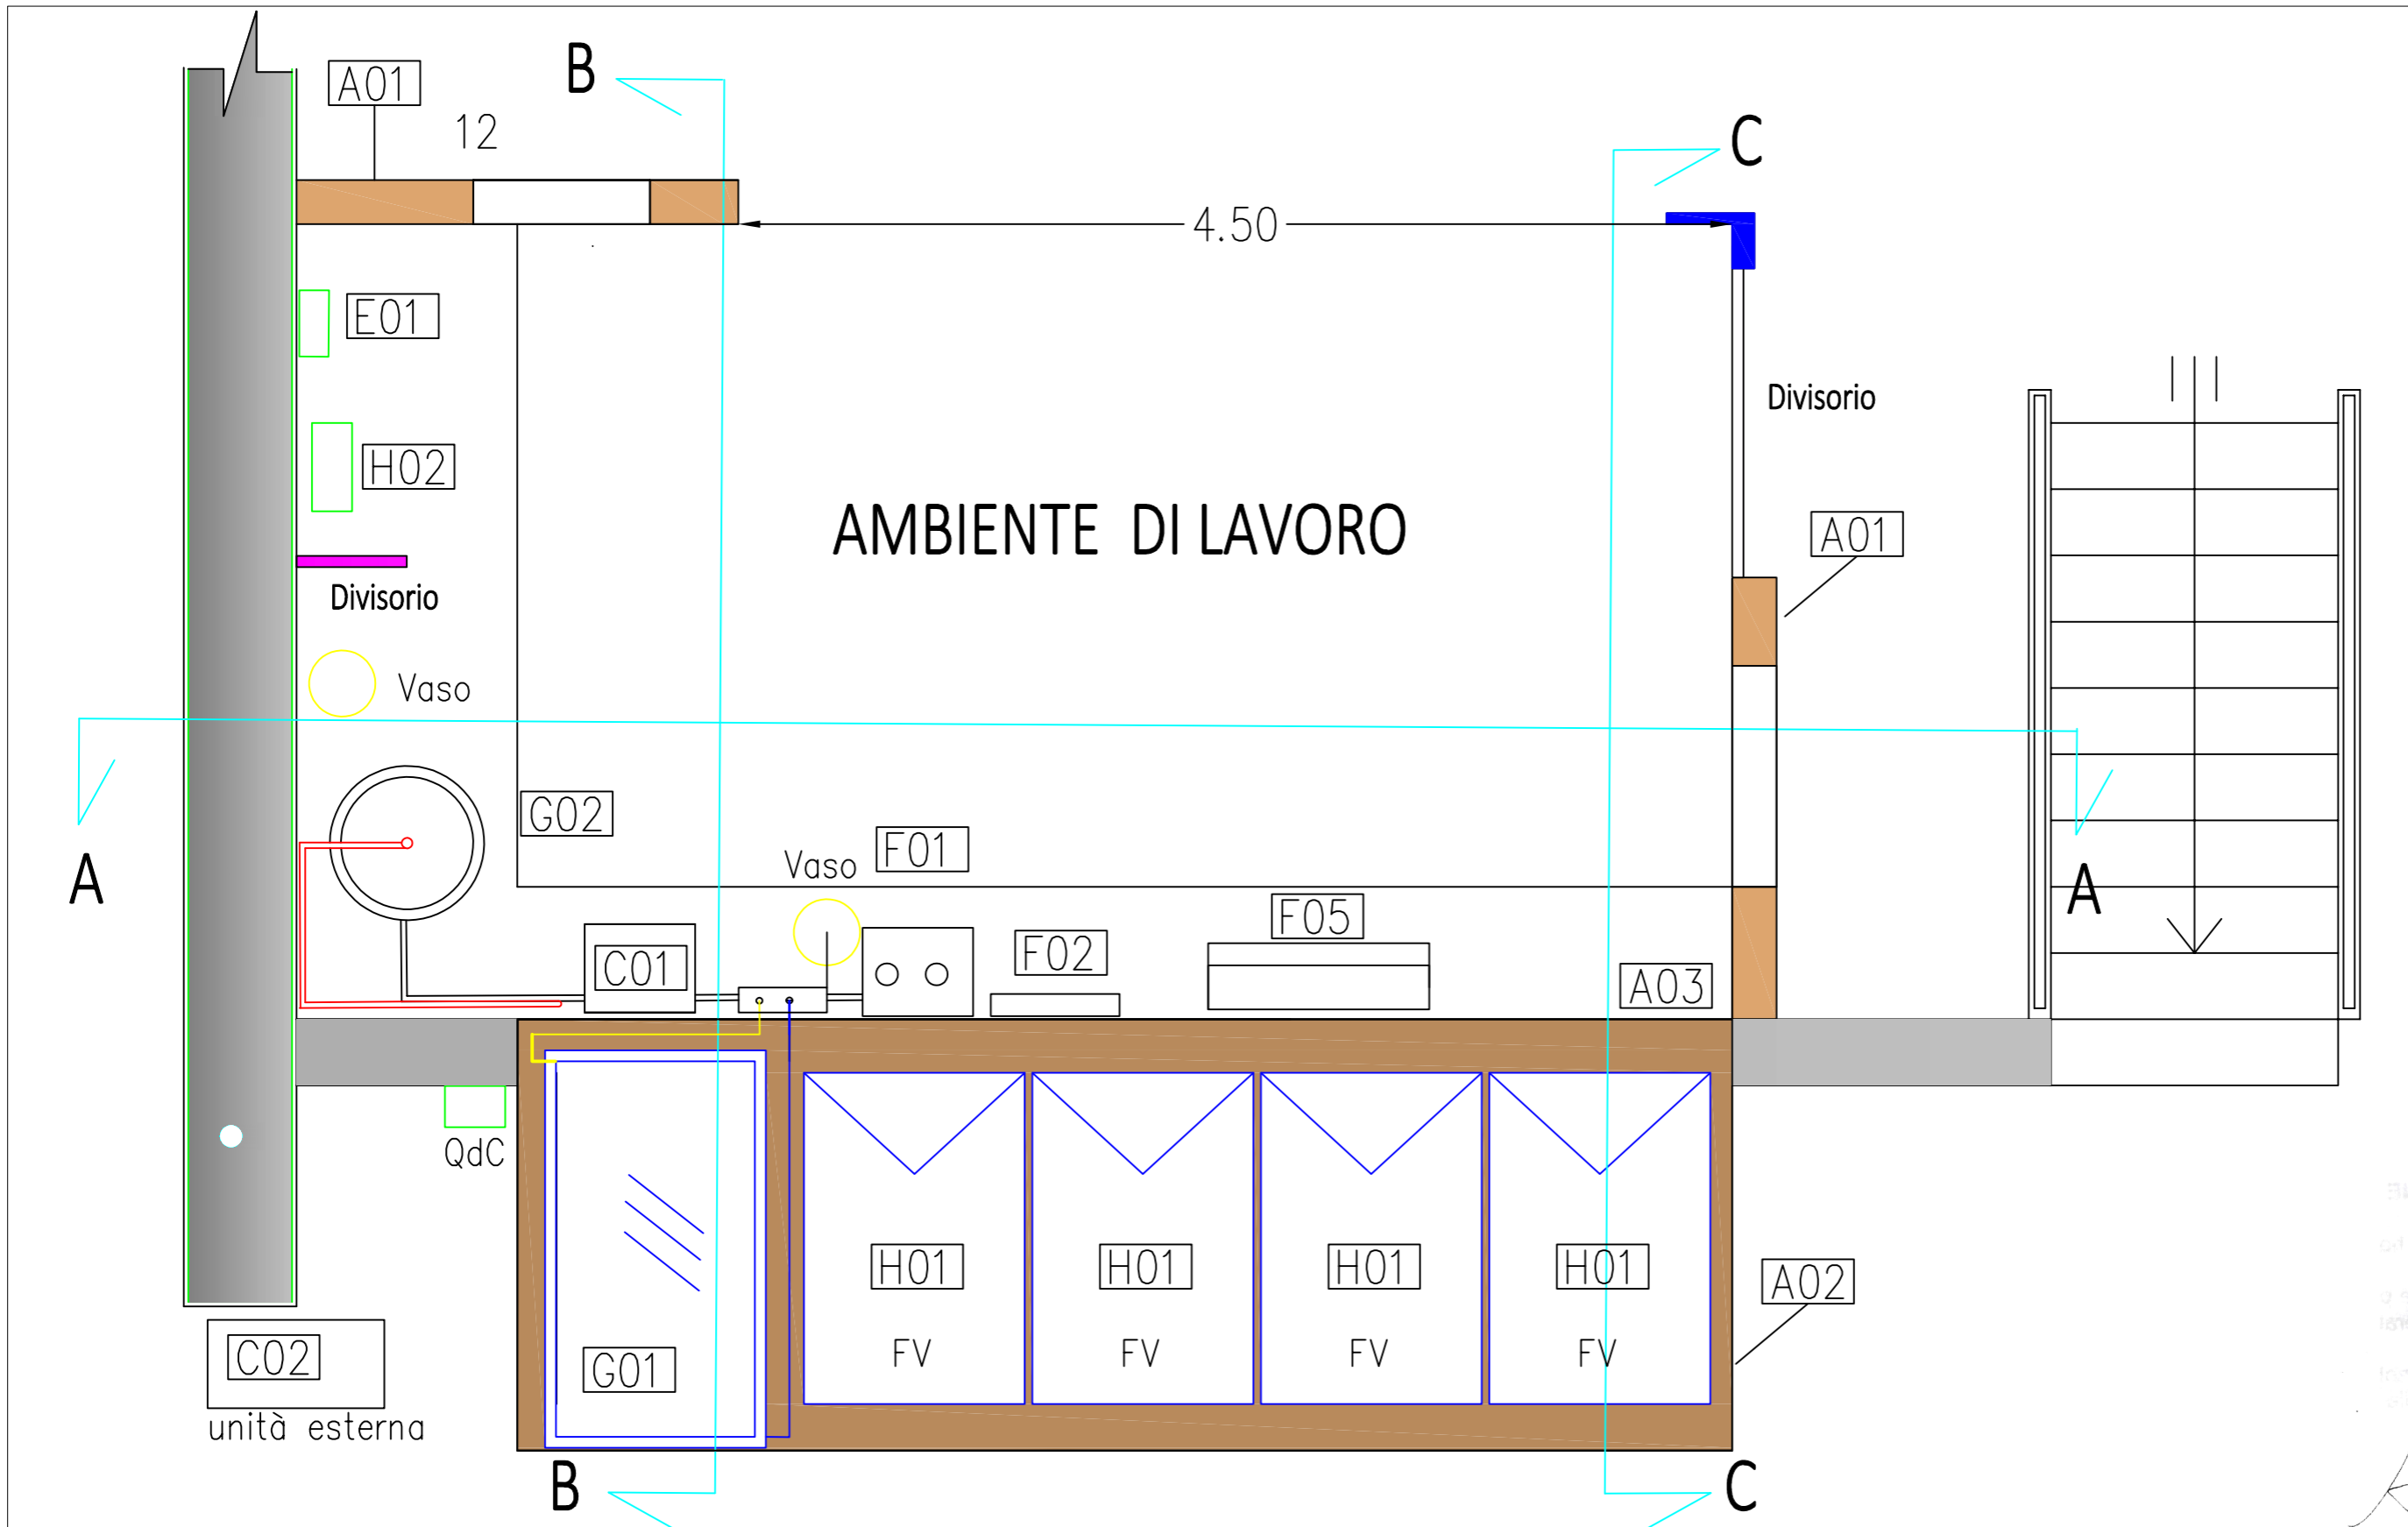 B
A01
12
C
4.50
E01
Divisorio
H02
AMBIENTE DI LAVORO
A01
Divisorio
Vaso
G02
Vaso
F01
A
A
F05
F02
C01
A03
QdC
H01
H01
H01
H01
A02
FV
FV
FV
FV
C02
G01
unità esterna
B
C